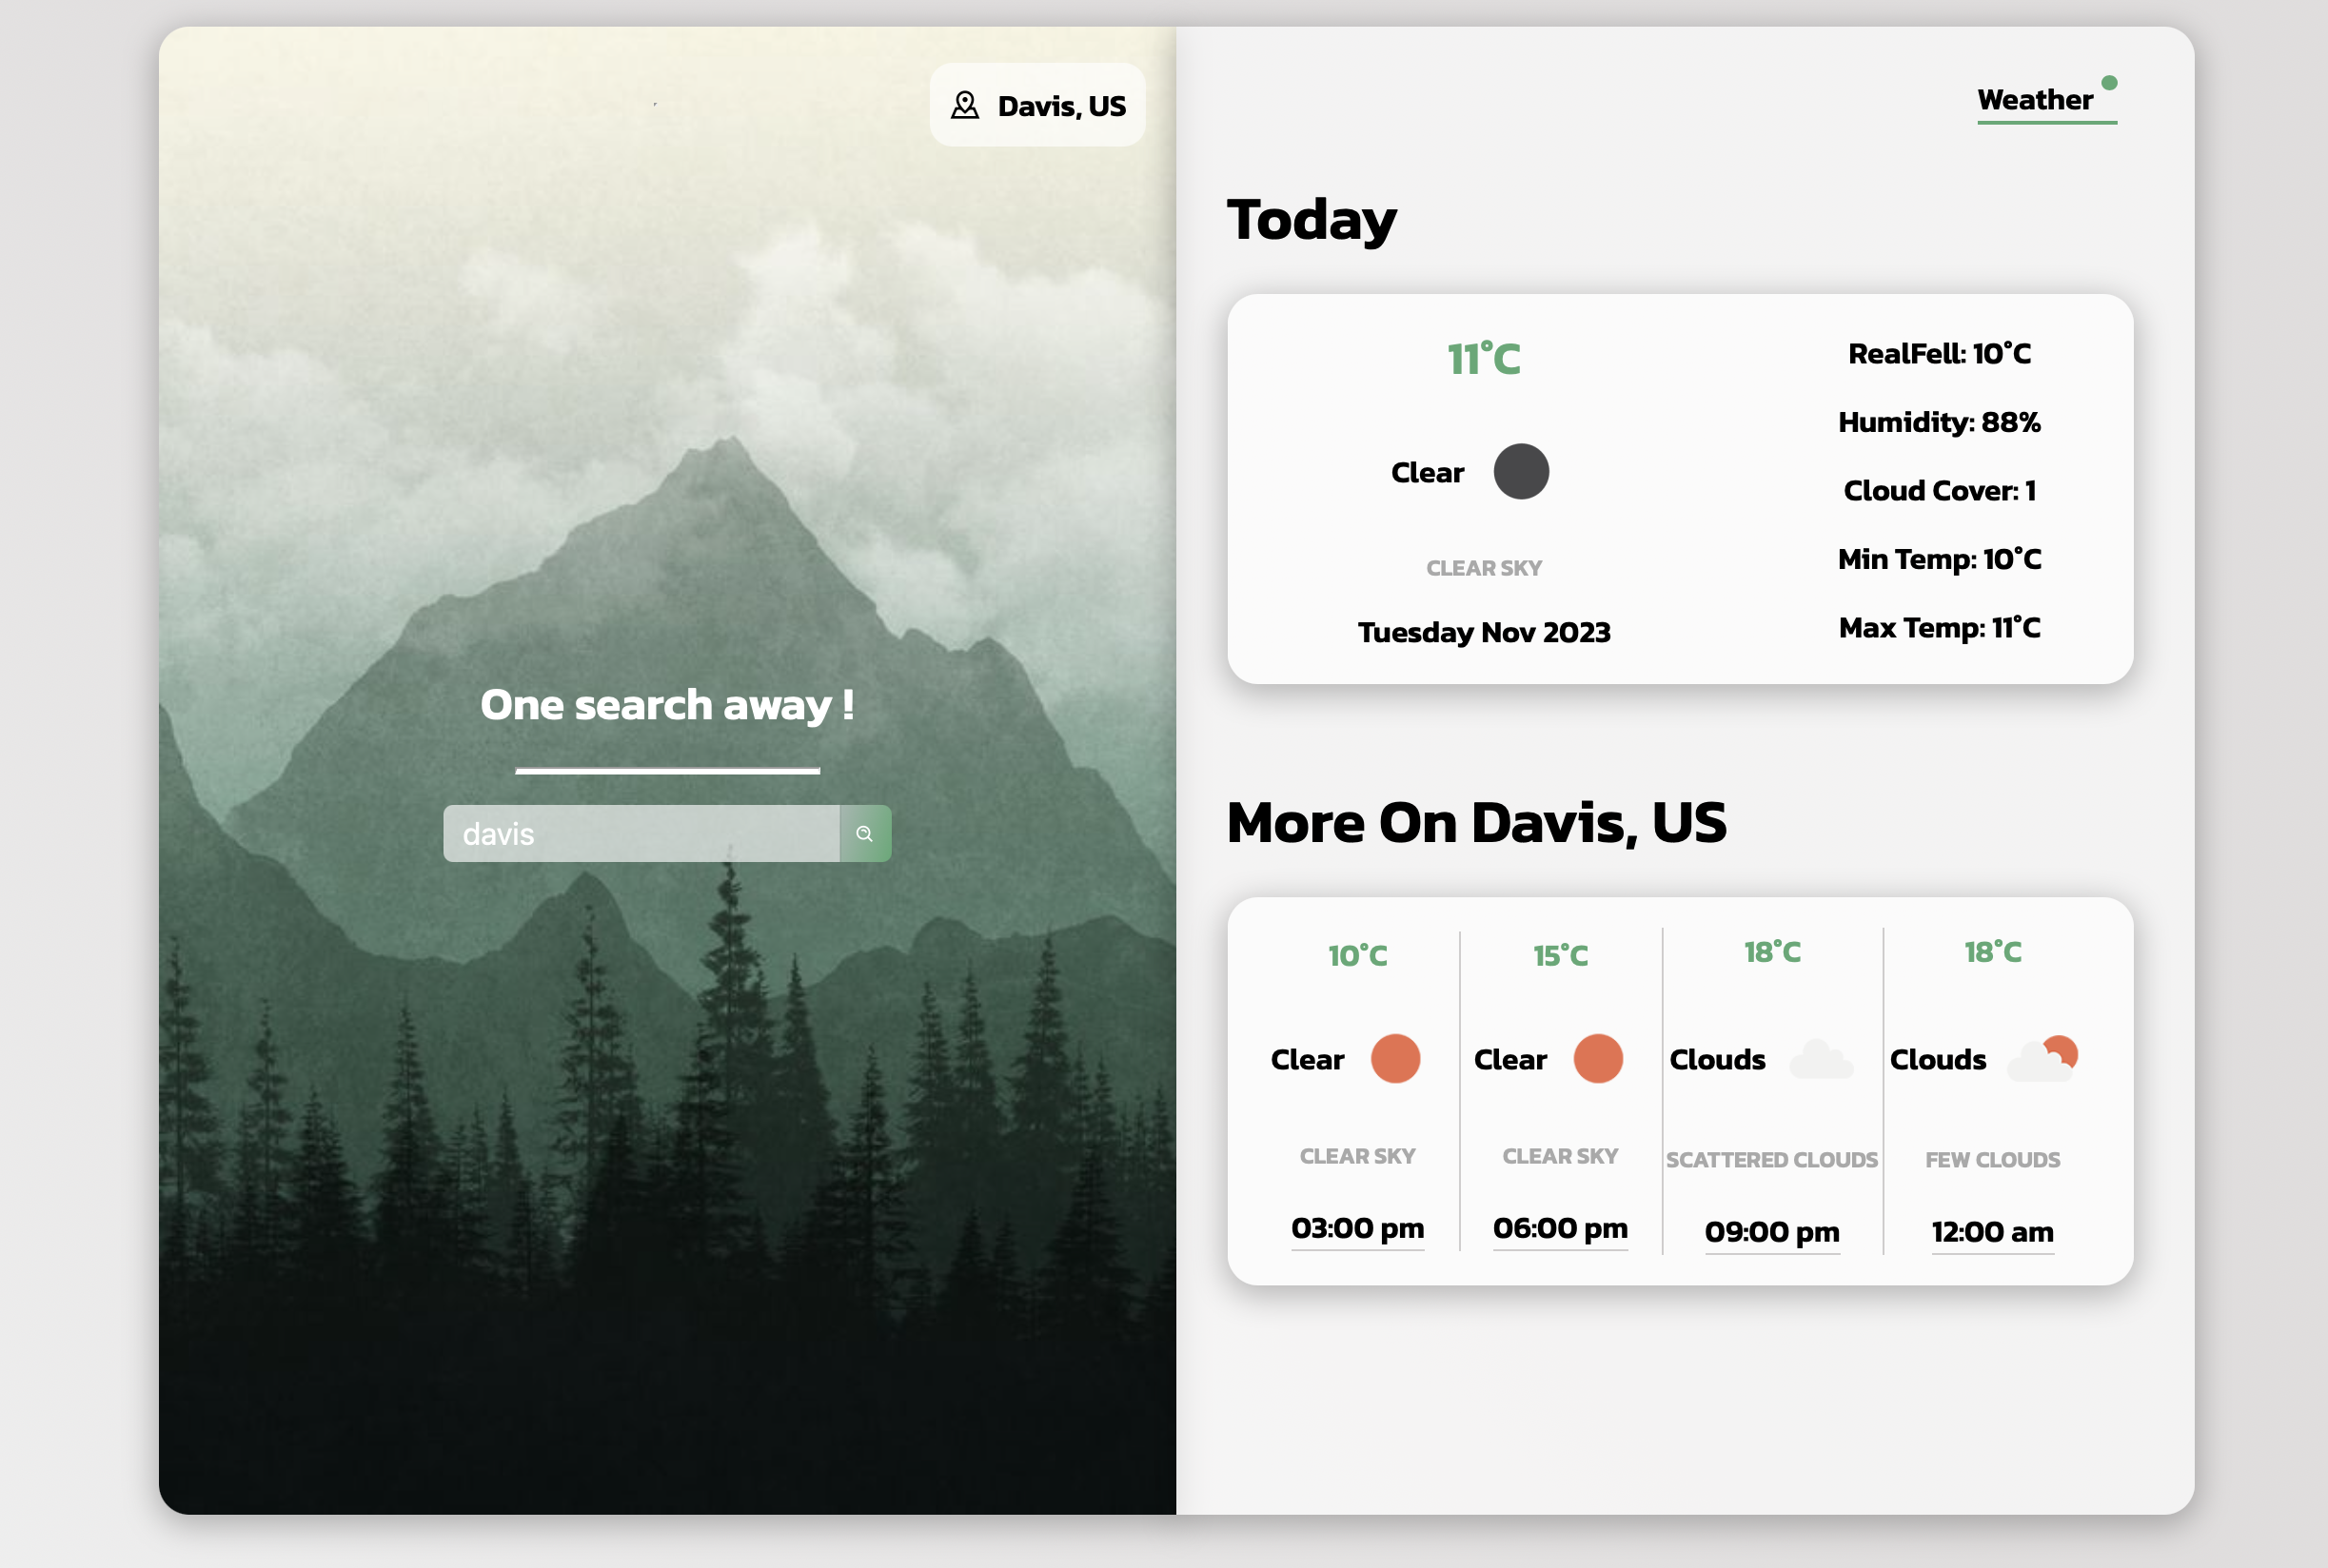 Davis, US
One search away !
davis
Weather
Today
11°C
Clear
CLEAR SKY
Tuesday Nov 2023
RealFell: 10°C
Humidity: 88%
Cloud Cover: 1
Min Temp: 10°C
Max Temp: 11°C
More On Davis, US
10°C
Clear
CLEAR SKY
03:00 pm
15°C
Clear
CLEAR SKY
06:00 pm
18°C
Clouds
SCATTERED CLOUDS
09:00 pm
18°C
Clouds
FEW CLOUDS
12:00 am